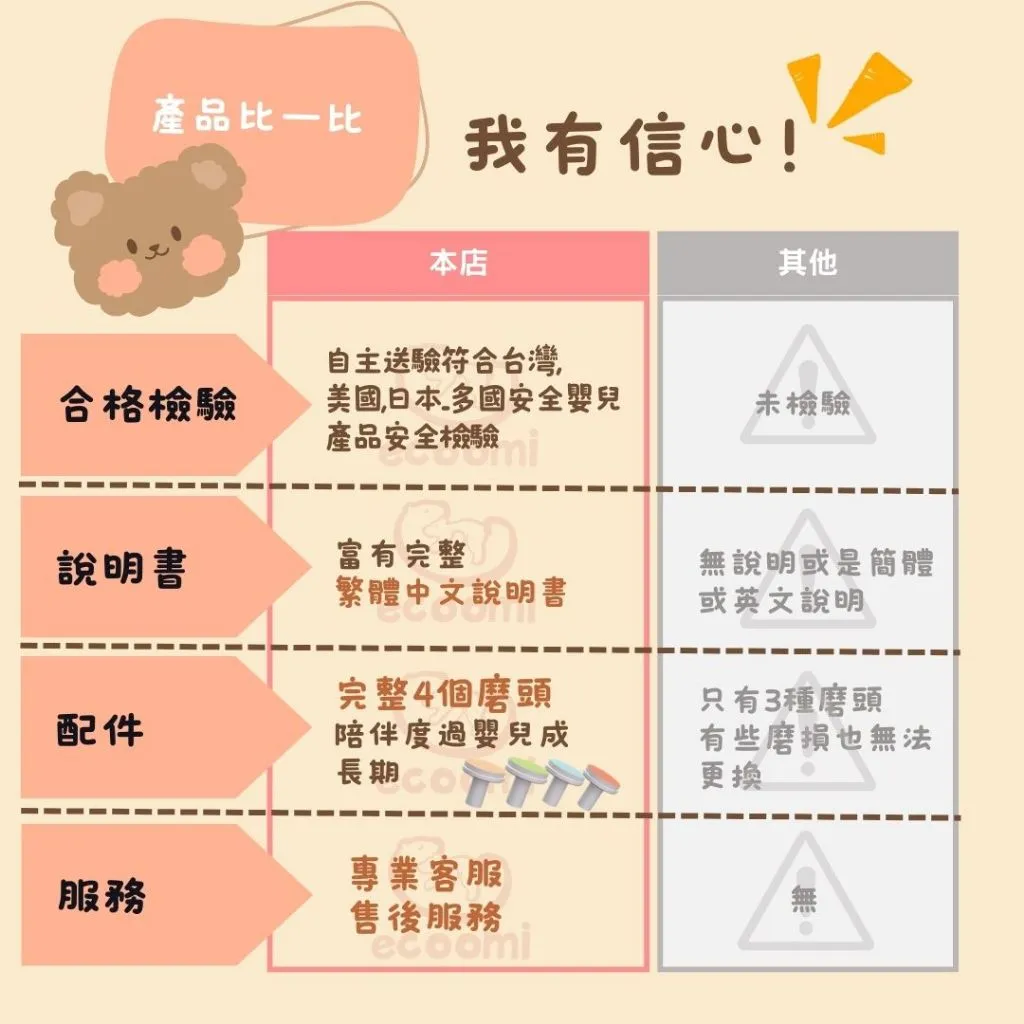 產品比一比
我有信心!
本店
其他
合格檢驗
自主送驗符合台灣,
美國,日本..多國安全嬰兒
產品安全檢驗
ecoomi
未檢驗
說明書
富有完整
繁體中文說明書
ecoomi
無說明或是簡體
或英文說明
配件
完整4個磨頭
陪伴度過嬰兒成
長期
ecoomi
只有3種磨頭
有些磨損也無法
更換
服務
專業客服
售後服務
ecoomi
無